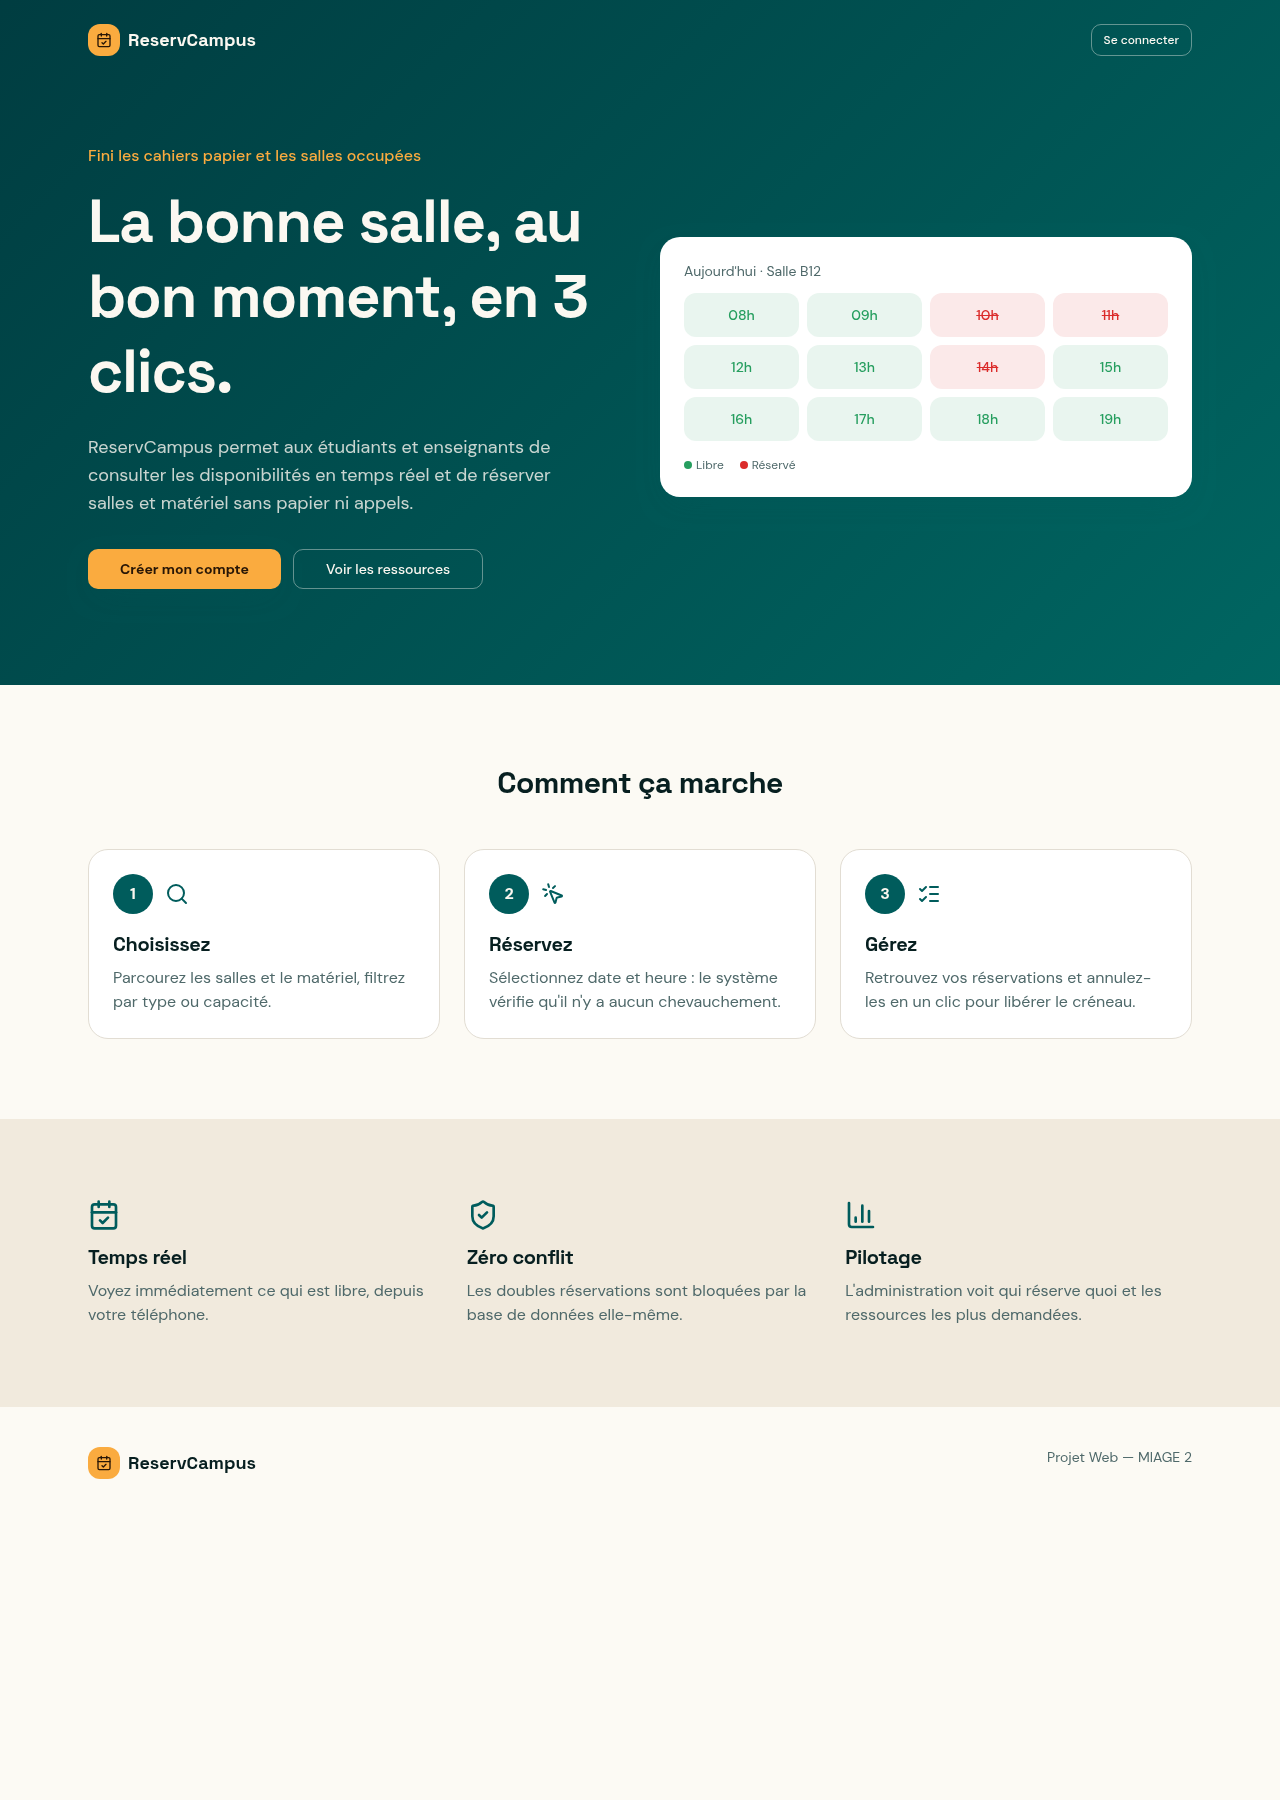 ReservCampus
Se connecter
Fini les cahiers papier et les salles occupées
La bonne salle, au
bon moment, en 3
clics.
ReservCampus permet aux étudiants et enseignants de
consulter les disponibilités en temps réel et de réserver
salles et matériel sans papier ni appels.
Créer mon compte
Voir les ressources
Aujourd'hui · Salle B12
08h 09h 10h 11h
12h 13h 14h 15h
16h 17h 18h 19h
Libre Réservé
Comment ça marche
1
Choisissez
Parcourez les salles et le matériel, filtrez
par type ou capacité.
2
Réservez
Sélectionnez date et heure : le système
vérifie qu'il n'y a aucun chevauchement.
3
Gérez
Retrouvez vos réservations et annulez-
les en un clic pour libérer le créneau.
Temps réel
Voyez immédiatement ce qui est libre, depuis
votre téléphone.
Zéro conflit
Les doubles réservations sont bloquées par la
base de données elle-même.
Pilotage
L'administration voit qui réserve quoi et les
ressources les plus demandées.
ReservCampus
Projet Web — MIAGE 2